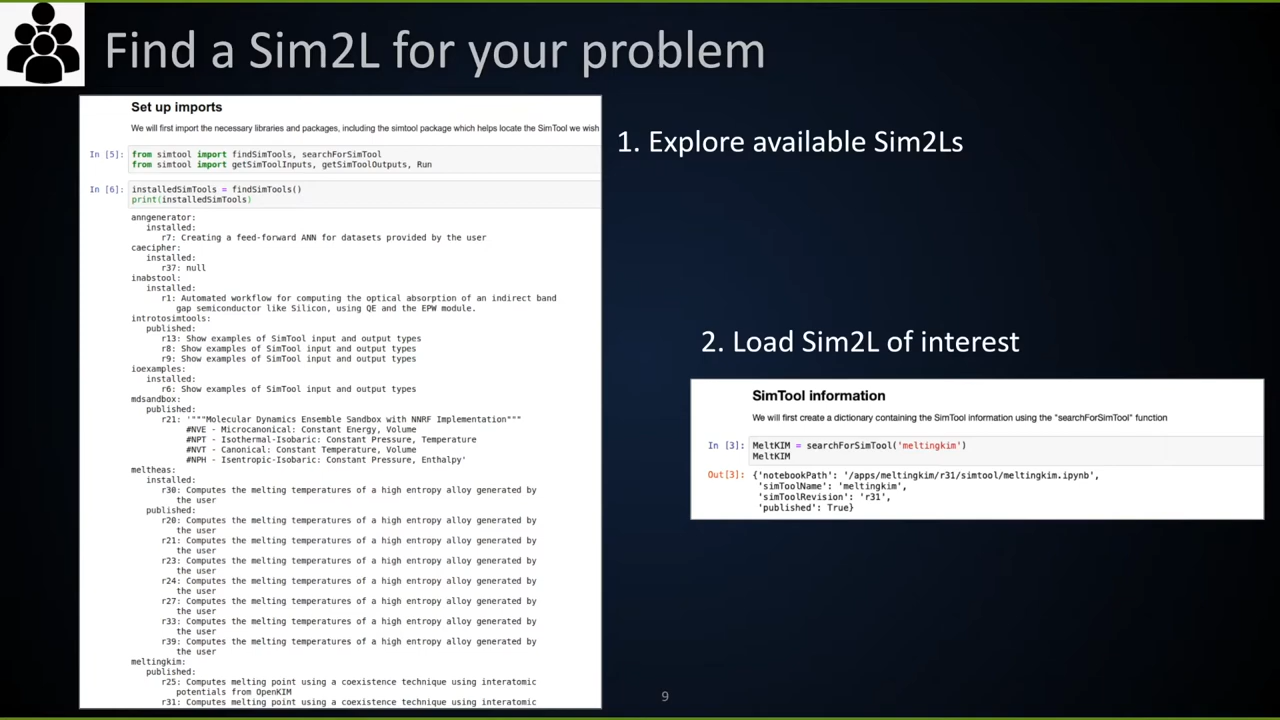 Find a Sim2L for your problem
Set up imports
We will first import the necessary libraries and packages, including the simtool package which helps locate the SimTool we wish
In [5]: from simtool import findSimTools, searchForSimTool
from simtool import getSimToolInputs, getSimToolOutputs, Run
In [6]: installedSimTools = findSimTools()
print(installedSimTools)
anngenerator:
installed:
r7: Creating a feed-forward ANN for datasets provided by the user
caecipher:
installed:
r37: null
inabstool:
installed:
r1: Automated workflow for computing the optical absorption of an indirect band
gap semiconductor like Silicon, using QE and the EPW module.
introtosimtools:
published:
r13: Show examples of SimTool input and output types
r8: Show examples of SimTool input and output types
r9: Show examples of SimTool input and output types
ioexamples:
installed:
r6: Show examples of SimTool input and output types
mdsandbox:
published:
r21: '"""Molecular Dynamics Ensemble Sandbox with NNRF Implementation"""
#NVE - Microcanonical: Constant Energy, Volume
#NPT - Isothermal-Isobaric: Constant Pressure, Temperature
#NVT - Canonical: Constant Temperature, Volume
#NPH - Isentropic-Isobaric: Constant Pressure, Enthalpy'
meltheas:
installed:
r30: Computes the melting temperatures of a high entropy alloy generated by
the user
published:
r20: Computes the melting temperatures of a high entropy alloy generated by
the user
r21: Computes the melting temperatures of a high entropy alloy generated by
the user
r23: Computes the melting temperatures of a high entropy alloy generated by
the user
r24: Computes the melting temperatures of a high entropy alloy generated by
the user
r27: Computes the melting temperatures of a high entropy alloy generated by
the user
r33: Computes the melting temperatures of a high entropy alloy generated by
the user
r39: Computes the melting temperatures of a high entropy alloy generated by
the user
meltingkim:
published:
r25: Computes melting point using a coexistence technique using interatomic
potentials from OpenKIM
r31: Computes melting point using a coexistence technique using interatomic
1. Explore available Sim2Ls
2. Load Sim2L of interest
SimTool information
We will first create a dictionary containing the SimTool information using the "searchForSimTool" function
In [3]: MeltKIM = searchForSimTool('meltingkim')
MeltKIM
Out[3]: {'notebookPath': '/apps/meltingkim/r31/simtool/meltingkim.ipynb',
'simToolName': 'meltingkim',
'simToolRevision': 'r31',
'published': True}
9